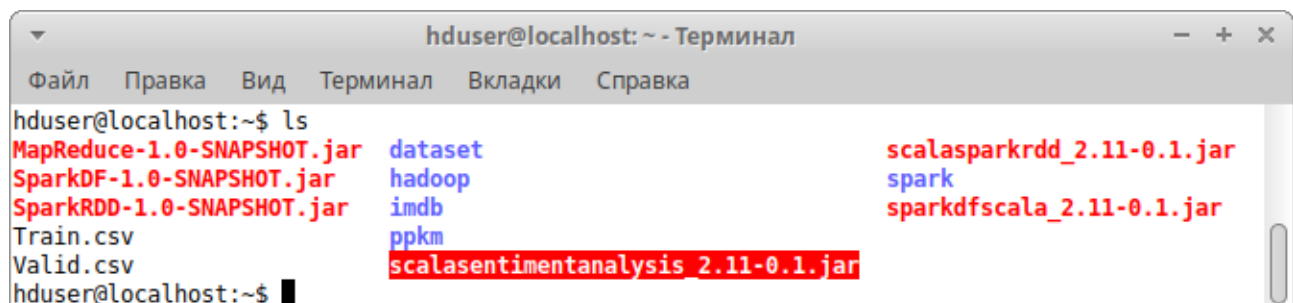 hduser@localhost: ~ - Терминал
Файл Правка Вид Терминал Вкладки Справка
hduser@localhost:~$ ls
MapReduce-1.0-SNAPSHOT.jar dataset scalasparkrdd_2.11-0.1.jar
SparkDF-1.0-SNAPSHOT.jar hadoop spark
SparkRDD-1.0-SNAPSHOT.jar imdb sparkdfscala_2.11-0.1.jar
Train.csv ppkm
Valid.csv scalasentimentanalysis_2.11-0.1.jar
hduser@localhost:~$